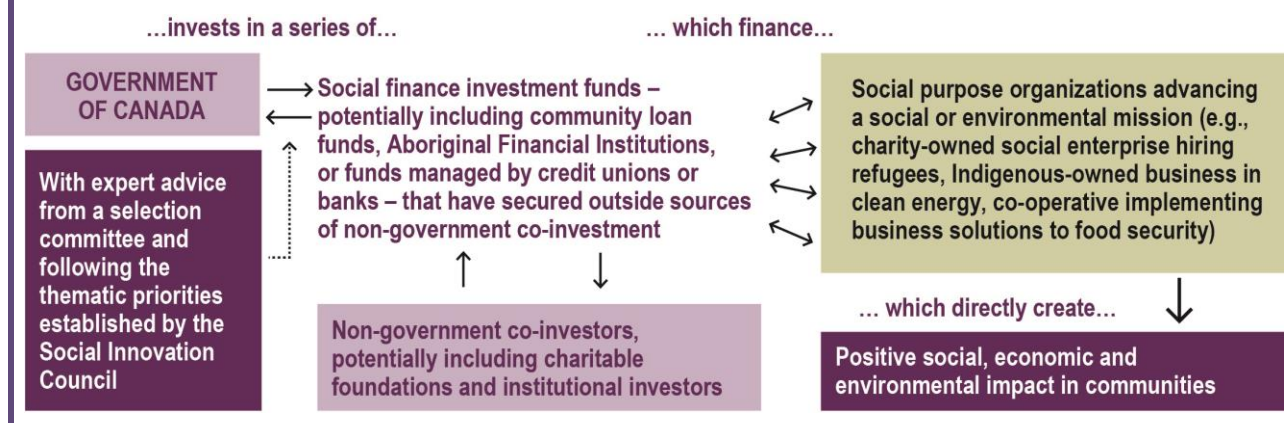 …invests in a series of…
… which finance…
GOVERNMENT
OF CANADA
With expert advice
from a selection
committee and
following the
thematic priorities
established by the
Social Innovation
Council
Social finance investment funds –
potentially including community loan
funds, Aboriginal Financial Institutions,
or funds managed by credit unions or
banks – that have secured outside sources
of non-government co-investment
Non-government co-investors,
potentially including charitable
foundations and institutional investors
Social purpose organizations advancing
a social or environmental mission (e.g.,
charity-owned social enterprise hiring
refugees, Indigenous-owned business in
clean energy, co-operative implementing
business solutions to food security)
… which directly create…
Positive social, economic and
environmental impact in communities